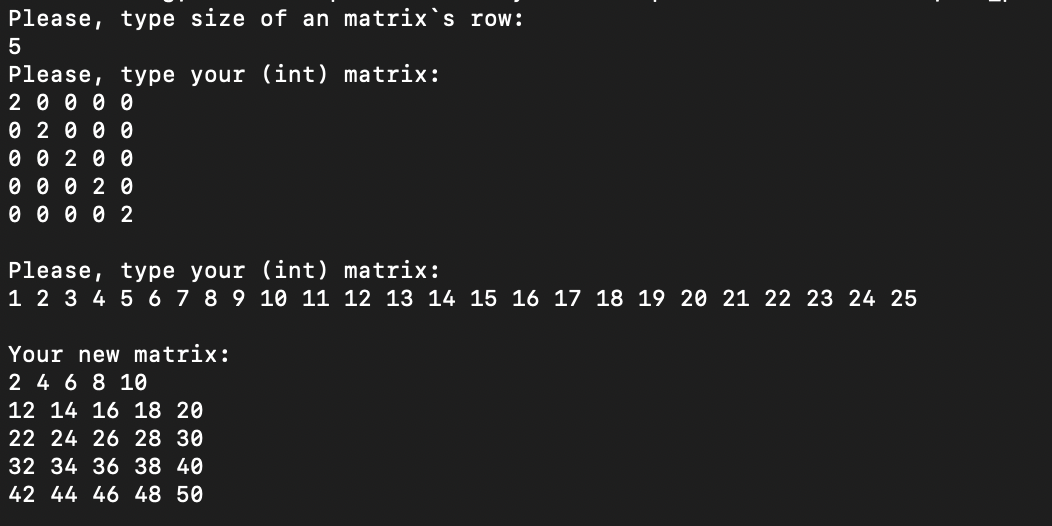 Please, type size of an matrix`s row:
5
Please, type your (int) matrix:
2 0 0 0 0
0 2 0 0 0
0 0 2 0 0
0 0 0 2 0
0 0 0 0 2
Please, type your (int) matrix:
1 2 3 4 5 6 7 8 9 10 11 12 13 14 15 16 17 18 19 20 21 22 23 24 25
Your new matrix:
2 4 6 8 10
12 14 16 18 20
22 24 26 28 30
32 34 36 38 40
42 44 46 48 50